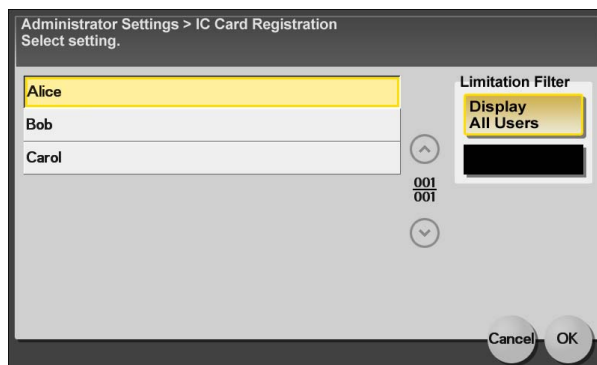 Administrator Settings > IC Card Registration
Select setting.
Limitation Filter
Alice
Display
All Users
Bob
Carol
001
001
Cancel
OK